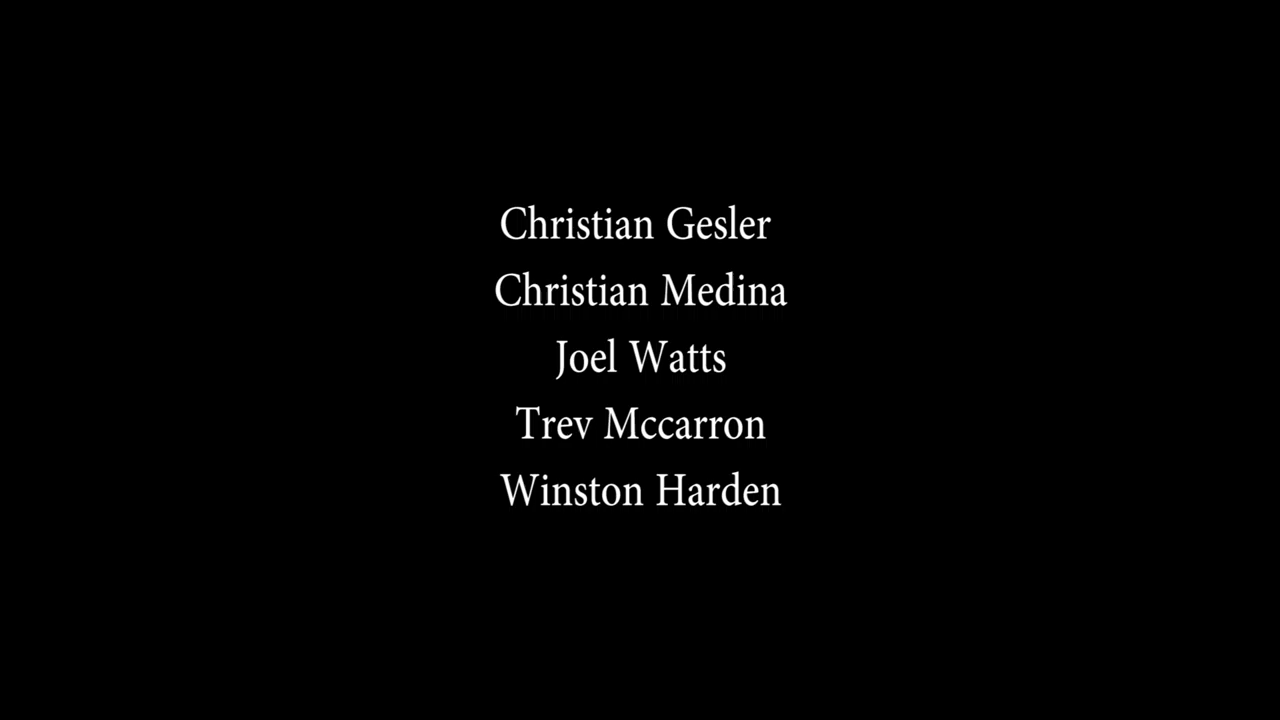 Christian Gesler
Christian Medina
Joel Watts
Trev Mccarron
Winston Harden